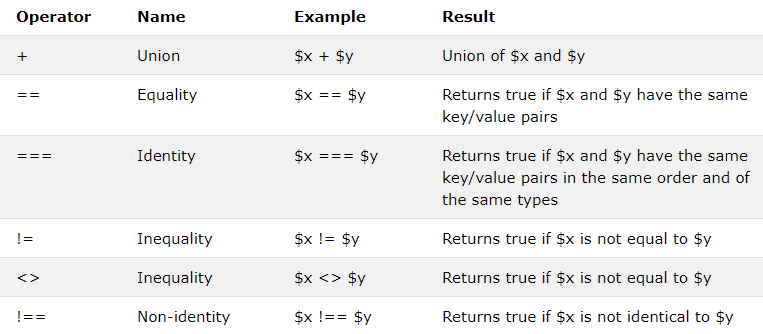 Operator Name Example Result
+ Union $x + $y Union of $x and $y
== Equality $x == $y Returns true if $x and $y have the same
key/value pairs
=== Identity $x === $y Returns true if $x and $y have the same
key/value pairs in the same order and of
the same types
!= Inequality $x != $y Returns true if $x is not equal to $y
<> Inequality $x <> $y Returns true if $x is not equal to $y
!== Non-identity $x !== $y Returns true if $x is not identical to $y